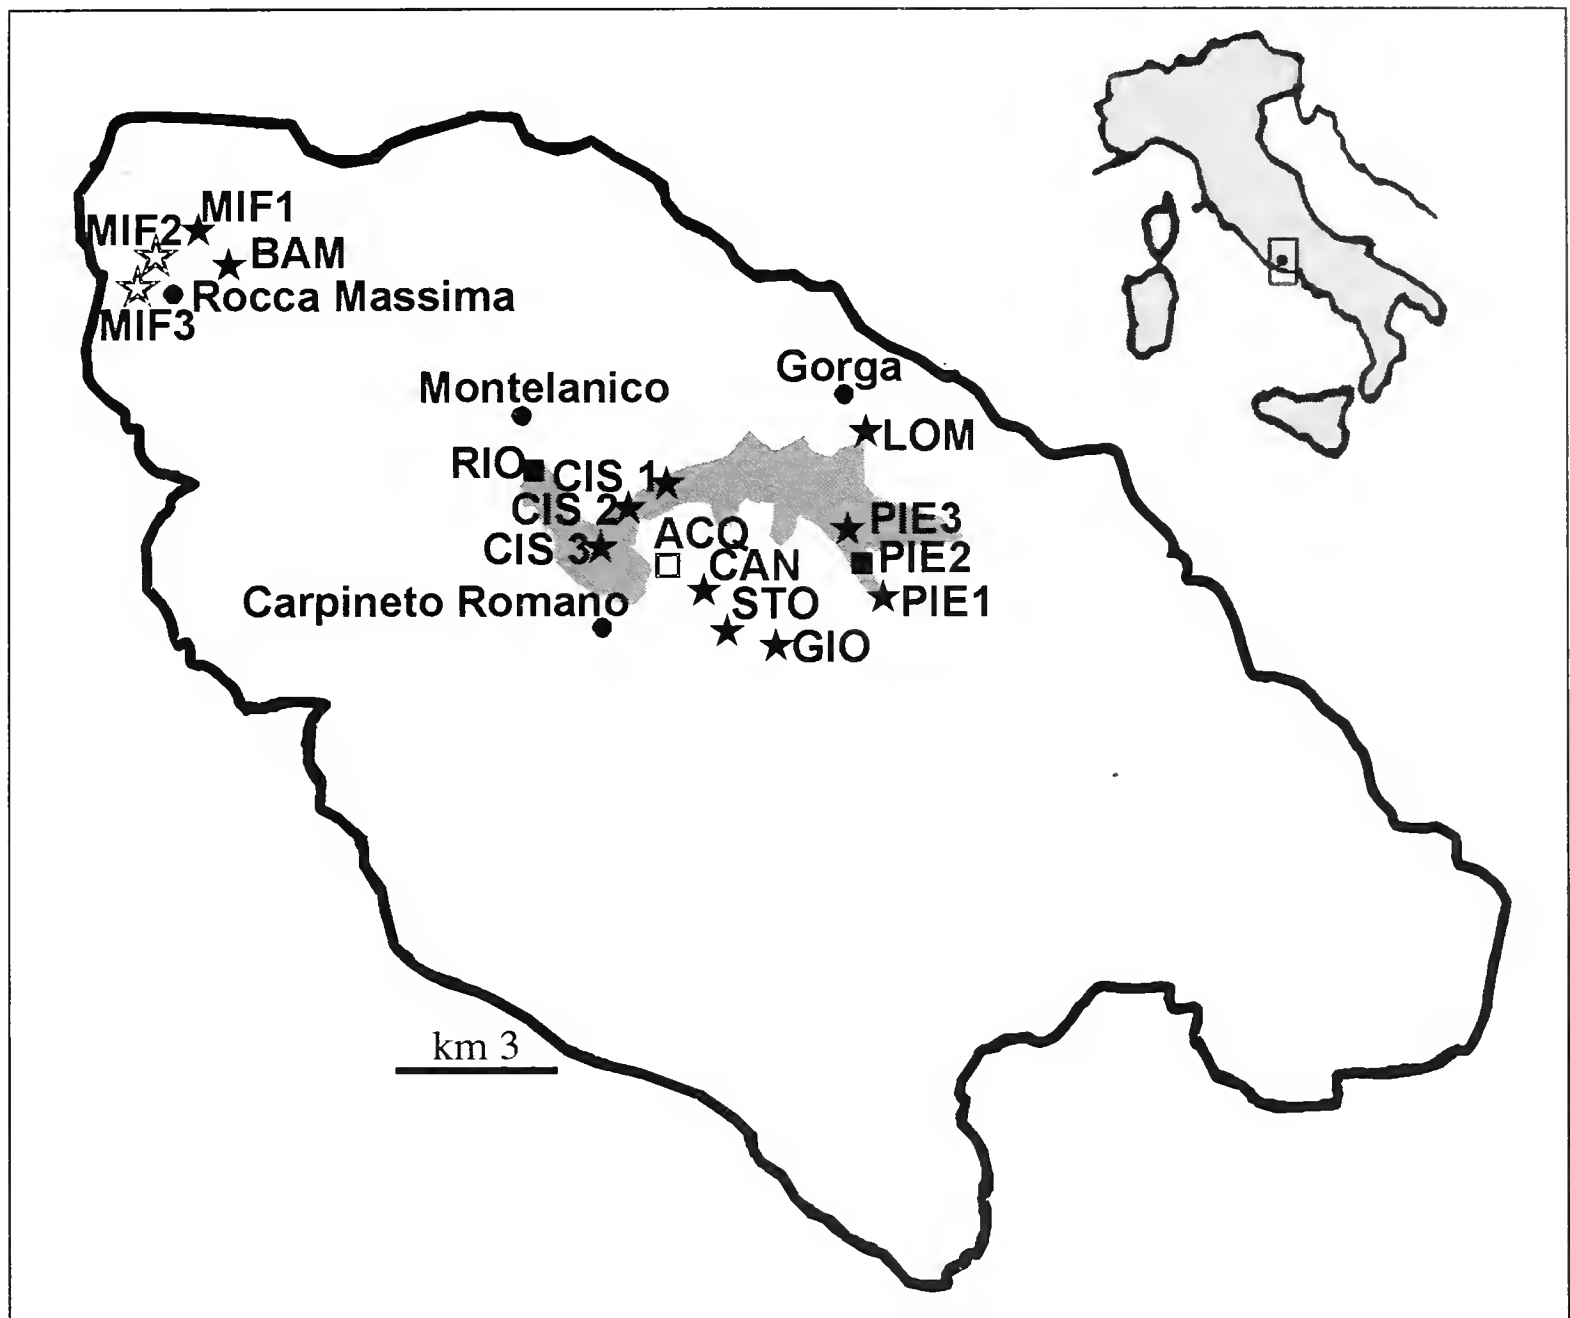 MIF1
MIF2
BAM
Rocca Massima
MIF3
Gorga
Montelanico
LOM
RIO
CIS 1
CIS 2
PIE3
ACQ
CIS 3
PIE2
CAN
Carpineto Romano
STO
PIE1
GIO
km 3